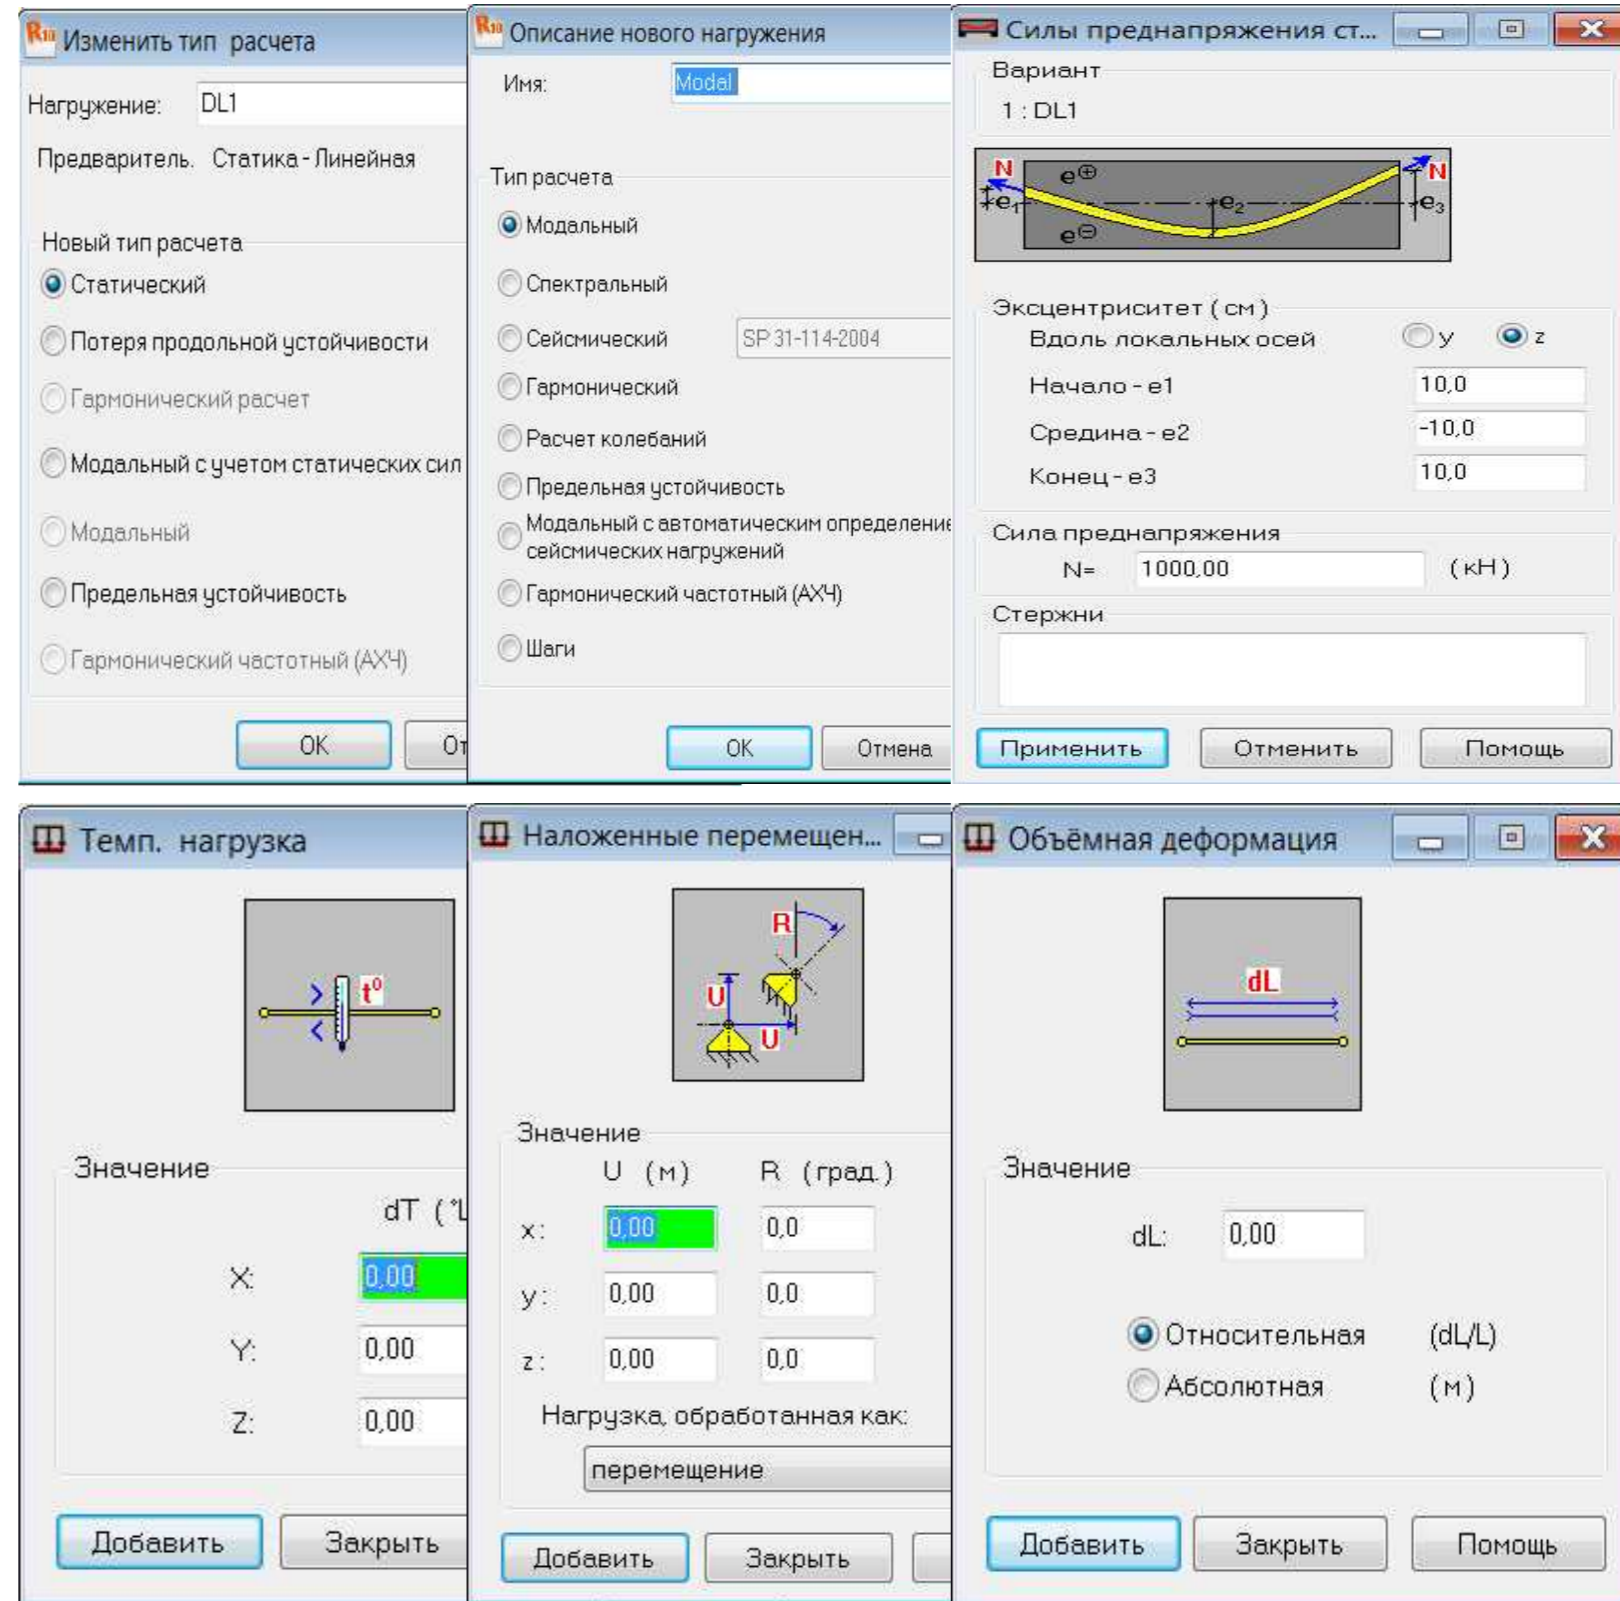 Изменить тип расчета
Нагружение: DL1
Предваритель. Статика - Линейная
Новый тип расчета
Статический
Потеря продольной устойчивости
Гармонический расчет
Модальный с учетом статических сил
Модальный
Предельная устойчивость
Гармонический частотный (АХЧ)
OK От
Описание нового нагружения
Имя: Modal
Тип расчета
Модальный
Спектральный
Сейсмический SP 31-114-2004
Гармонический
Расчет колебаний
Предельная устойчивость
Модальный с автоматическим определение
сейсмических нагружений
Гармонический частотный (АХЧ)
Шаги
OK Отмена
Силы преднапряжения ст...
Вариант
1 : DL1
N e⊕ N
e1 e2 e3
e⊖
Эксцентриситет ( см )
Вдоль локальных осей y z
Начало - e1 10,0
Средина - e2 -10,0
Конец - e3 10,0
Сила преднапряжения
N= 1000,00 ( кН )
Стержни
Применить Отменить Помощь
Темп. нагрузка
t°
Значение
dT (°
X: 0,00
Y: 0,00
Z: 0,00
Добавить Закрыть
Наложенные перемещен...
R
U
U
Значение
U (м) R (град.)
x: 0,00 0,0
y: 0,00 0,0
z: 0,00 0,0
Нагрузка, обработанная как:
перемещение
Добавить Закрыть
Объёмная деформация
dL
Значение
dL: 0,00
Относительная (dL/L)
Абсолютная (м)
Добавить Закрыть Помощь